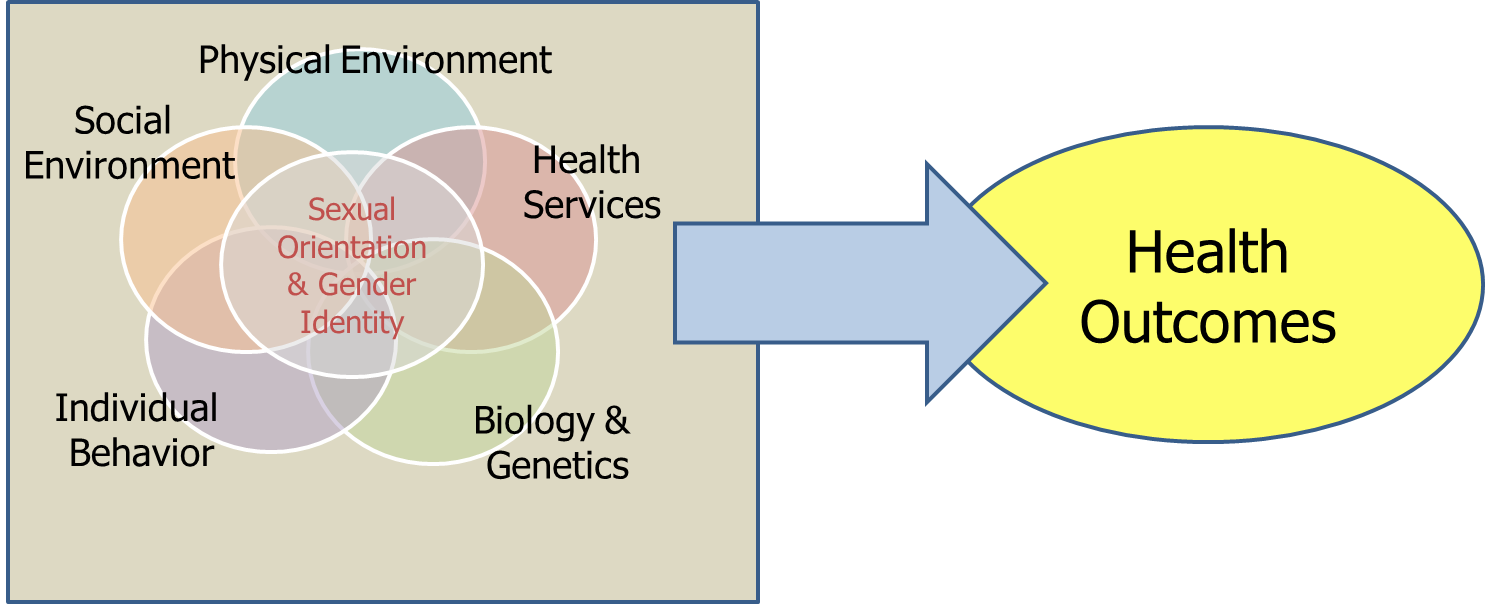 Physical Environment
Social
Environment
Health
Services
Sexual
Orientation
& Gender
Identity
Individual
Behavior
Biology &
Genetics
Health
Outcomes